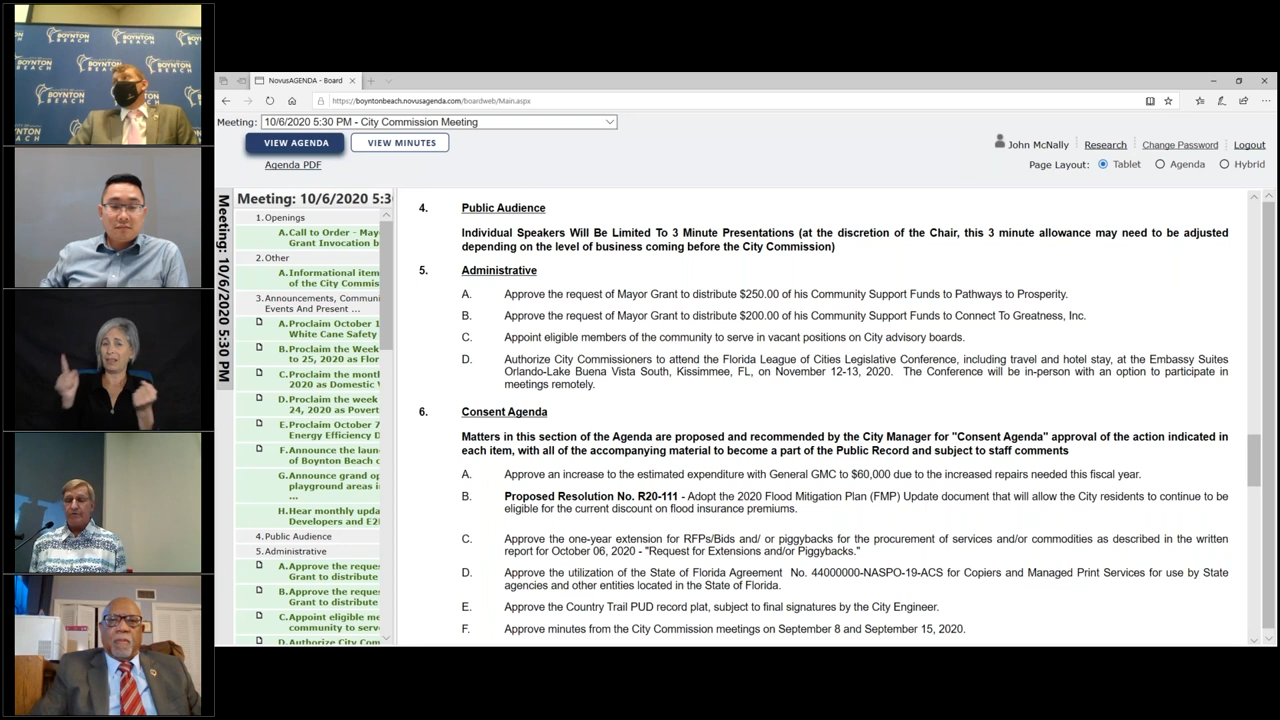 BOYNTON
BEACH
BOYNTON
BEACH
BOYNTON
BOYNTON
BEACH
NovusAGENDA - Board
https://boyntonbeach.novusagenda.com/boardweb/Main.aspx
Meeting: 10/6/2020 5:30 PM - City Commission Meeting
VIEW AGENDA VIEW MINUTES
Agenda PDF
John McNally Research Change Password Logout
Page Layout: Tablet Agenda Hybrid
Meeting: 10/6/2020 5:30 PM
Meeting: 10/6/2020 5:3
1.Openings
A.Call to Order - May
Grant Invocation b
2.Other
A.Informational item
of the City Commis
3.Announcements, Commun
Events And Present ...
A.Proclaim October 1
White Cane Safety
B.Proclaim the Week
to 25, 2020 as Flor
C.Proclaim the month
2020 as Domestic V
D.Proclaim the week
24, 2020 as Povert
E.Proclaim October 7
Energy Efficiency D
F.Announce the laun
of Boynton Beach c
G.Announce grand op
playground areas i
...
H.Hear monthly upda
Developers and E2
4.Public Audience
5.Administrative
A.Approve the reque
Grant to distribute
B.Approve the reque
Grant to distribute
C.Appoint eligible me
community to serv
D.Authorize City Com
4. Public Audience
Individual Speakers Will Be Limited To 3 Minute Presentations (at the discretion of the Chair, this 3 minute allowance may need to be adjusted
depending on the level of business coming before the City Commission)
5. Administrative
A. Approve the request of Mayor Grant to distribute $250.00 of his Community Support Funds to Pathways to Prosperity.
B. Approve the request of Mayor Grant to distribute $200.00 of his Community Support Funds to Connect To Greatness, Inc.
C. Appoint eligible members of the community to serve in vacant positions on City advisory boards.
D. Authorize City Commissioners to attend the Florida League of Cities Legislative Conference, including travel and hotel stay, at the Embassy Suites
Orlando-Lake Buena Vista South, Kissimmee, FL, on November 12-13, 2020. The Conference will be in-person with an option to participate in
meetings remotely.
6. Consent Agenda
Matters in this section of the Agenda are proposed and recommended by the City Manager for "Consent Agenda" approval of the action indicated in
each item, with all of the accompanying material to become a part of the Public Record and subject to staff comments
A. Approve an increase to the estimated expenditure with General GMC to $60,000 due to the increased repairs needed this fiscal year.
B. Proposed Resolution No. R20-111 - Adopt the 2020 Flood Mitigation Plan (FMP) Update document that will allow the City residents to continue to be
eligible for the current discount on flood insurance premiums.
C. Approve the one-year extension for RFPs/Bids and/ or piggybacks for the procurement of services and/or commodities as described in the written
report for October 06, 2020 - "Request for Extensions and/or Piggybacks."
D. Approve the utilization of the State of Florida Agreement No. 44000000-NASPO-19-ACS for Copiers and Managed Print Services for use by State
agencies and other entities located in the State of Florida.
E. Approve the Country Trail PUD record plat, subject to final signatures by the City Engineer.
F. Approve minutes from the City Commission meetings on September 8 and September 15, 2020.